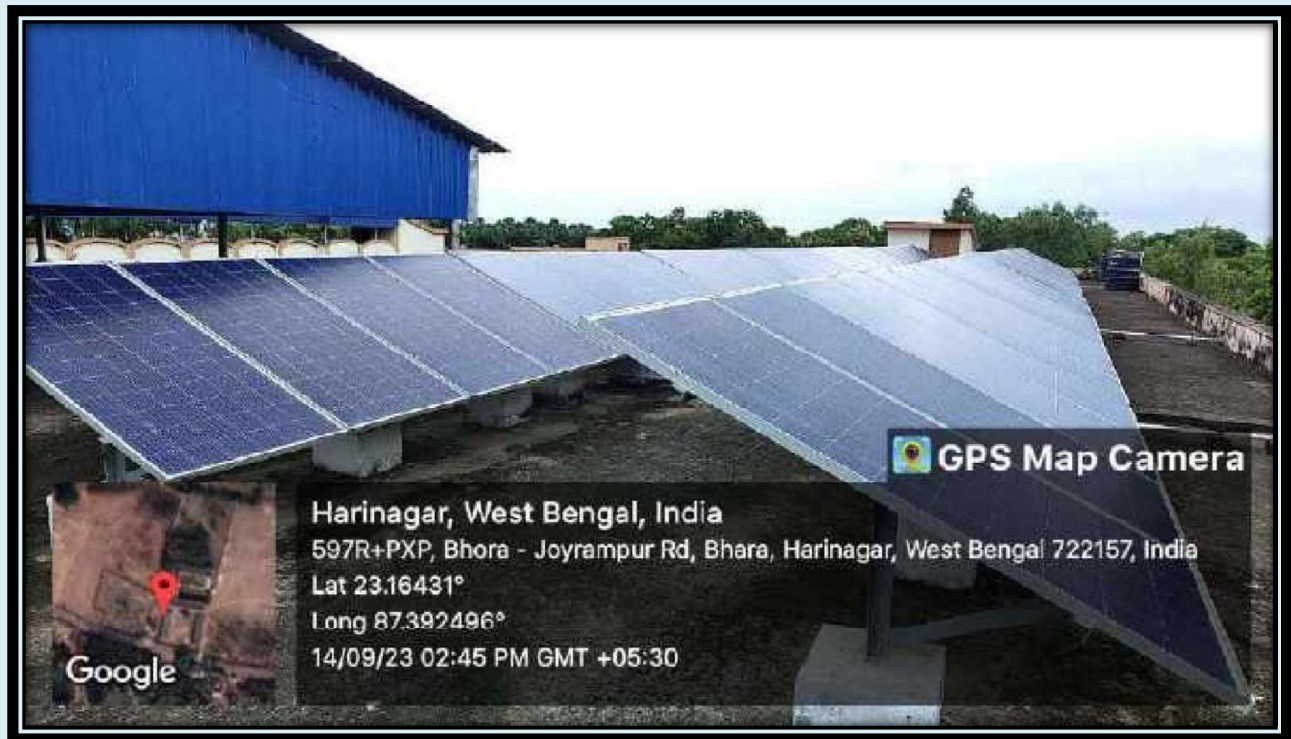 GPS Map Camera
Harinagar, West Bengal, India
597R+PXP, Bhora - Joyrampur Rd, Bhara, Harinagar, West Bengal 722157, India
Lat 23.16431°
Long 87.392496°
14/09/23 02:45 PM GMT +05:30
Google